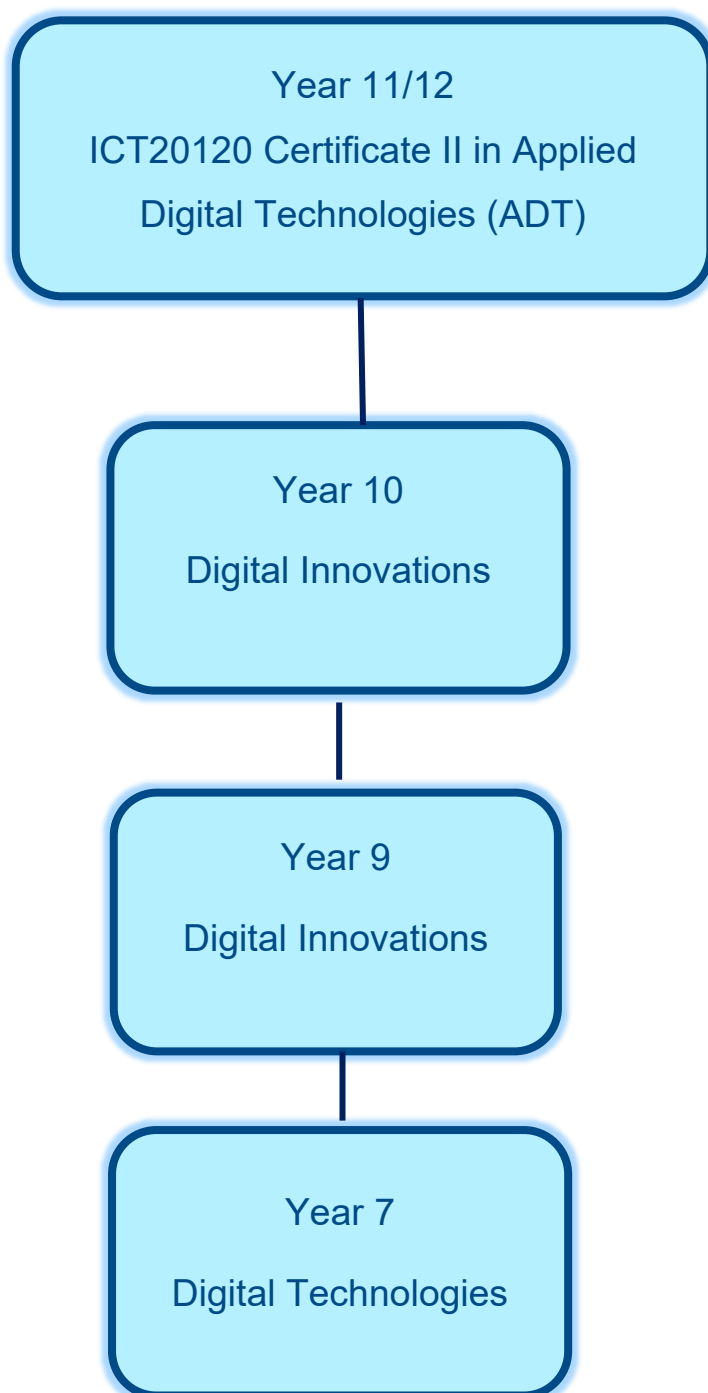 Year 11/12
ICT20120 Certificate II in Applied
Digital Technologies (ADT)
Year 10
Digital Innovations
Year 9
Digital Innovations
Year 7
Digital Technologies